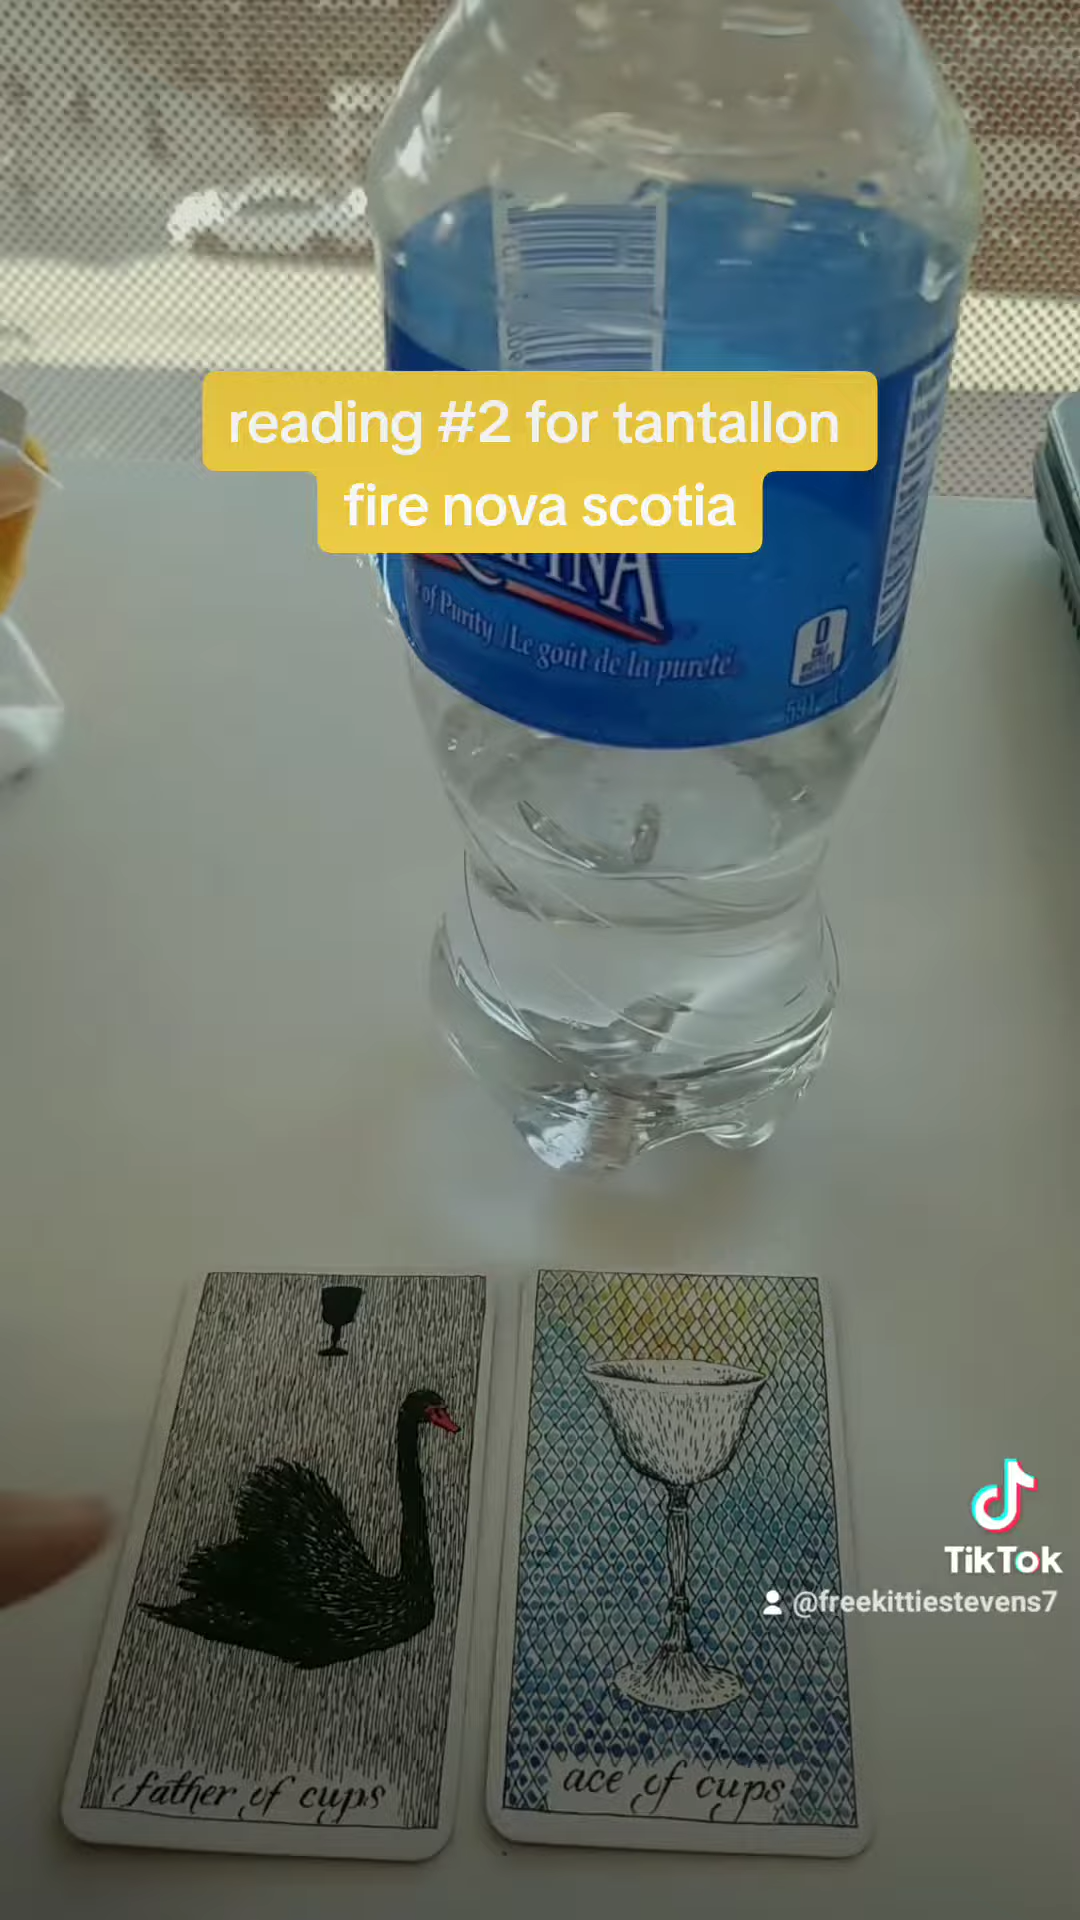 reading #2 for tantallon
fire nova scotia
of Purity / Le goût de la pureté
0
father of cups
ace of cups
TikTok
@freekittiestevens7